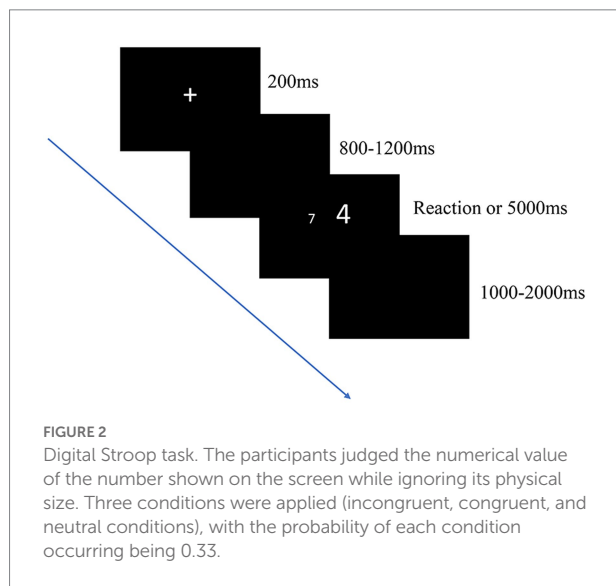 +
200ms
800-1200ms
7 4
Reaction or 5000ms
1000-2000ms
FIGURE 2
Digital Stroop task. The participants judged the numerical value
of the number shown on the screen while ignoring its physical
size. Three conditions were applied (incongruent, congruent, and
neutral conditions), with the probability of each condition
occurring being 0.33.